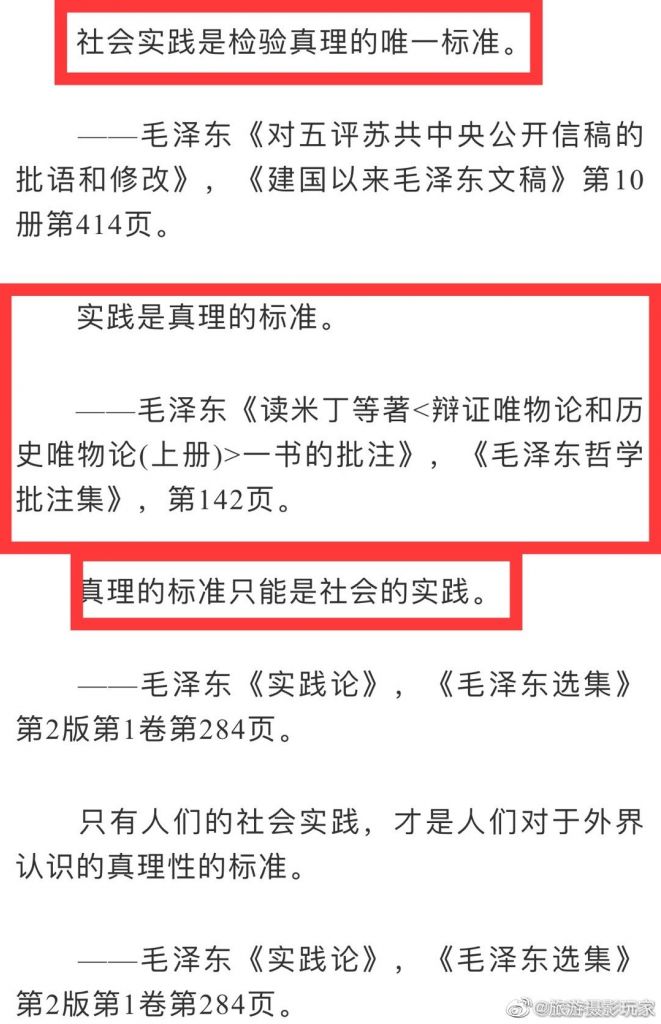 社会实践是检验真理的唯一标准。
——毛泽东《对五评苏共中央公开信稿的
批语和修改》，《建国以来毛泽东文稿》第10
册第414页。
实践是真理的标准。
——毛泽东《读米丁等著<辩证唯物论和历
史唯物论(上册)>一书的批注》，《毛泽东哲学
批注集》，第142页。
真理的标准只能是社会的实践。
——毛泽东《实践论》，《毛泽东选集》
第2版第1卷第284页。
只有人们的社会实践，才是人们对于外界
认识的真理性的标准。
——毛泽东《实践论》，《毛泽东选集》
第2版第1卷第284页。
@旅游摄影玩家